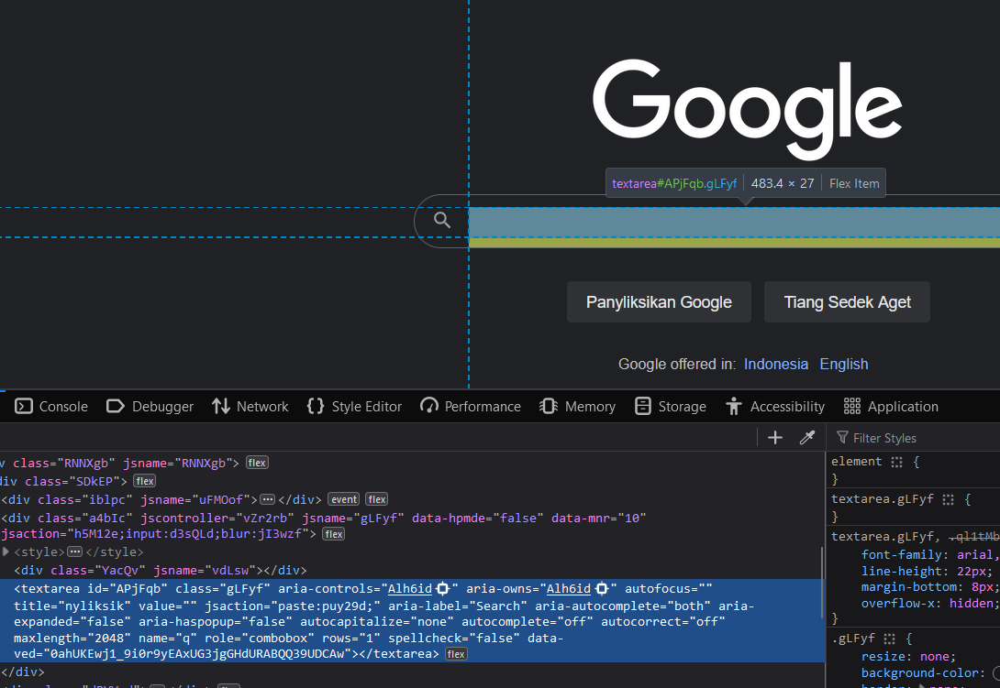 Google
textarea#APjFqb.gLFyf 483.4 × 27 Flex Item
Panyliksikan Google Tiang Sedek Aget
Google offered in: Indonesia English
Console Debugger Network Style Editor Performance Memory Storage Accessibility Application
Filter Styles
v class="RNNXgb" jsname="RNNXgb"> flex
div class="SDkEP"> flex
<div class="iblpc" jsname="uFMOof"></div> event flex
<div class="a4bIc" jscontroller="vZr2rb" jsname="gLFyf" data-hpmde="false" data-mnr="10"
jsaction="h5M12e;input:d3sQLd;blur:jI3wzf"> flex
<style></style>
<div class="YacQv" jsname="vdLsw"></div>
<textarea id="APjFqb" class="gLFyf" aria-controls="Alh6id" aria-owns="Alh6id" autofocus=""
title="nyliksik" value="" jsaction="paste:puy29d;" aria-label="Search" aria-autocomplete="both" aria-
expanded="false" aria-haspopup="false" autocapitalize="none" autocomplete="off" autocorrect="off"
maxlength="2048" name="q" role="combobox" rows="1" spellcheck="false" data-
ved="0ahUKEwj1_9i0r9yEAxUG3jgGHdURABQQ39UDCAw"></textarea> flex
</div>
element {
}
textarea.gLFyf {
}
textarea.gLFyf, .ql1tMb
font-family: arial,
line-height: 22px;
margin-bottom: 8px;
overflow-x: hidden;
}
.gLFyf {
resize: none;
background-color: